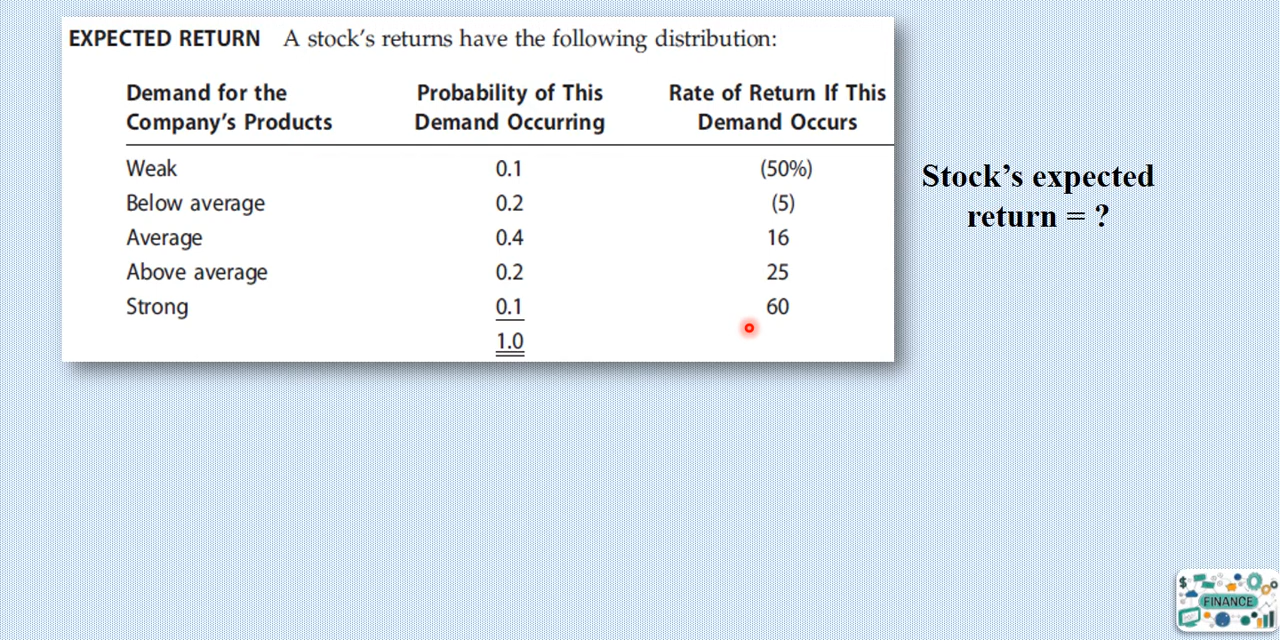 EXPECTED RETURN A stock's returns have the following distribution:
Demand for the Probability of This Rate of Return If This
Company's Products Demand Occurring Demand Occurs
Weak 0.1 (50%)
Below average 0.2 (5)
Average 0.4 16
Above average 0.2 25
Strong 0.1 60
1.0
Stock's expected
return = ?
$
FINANCE